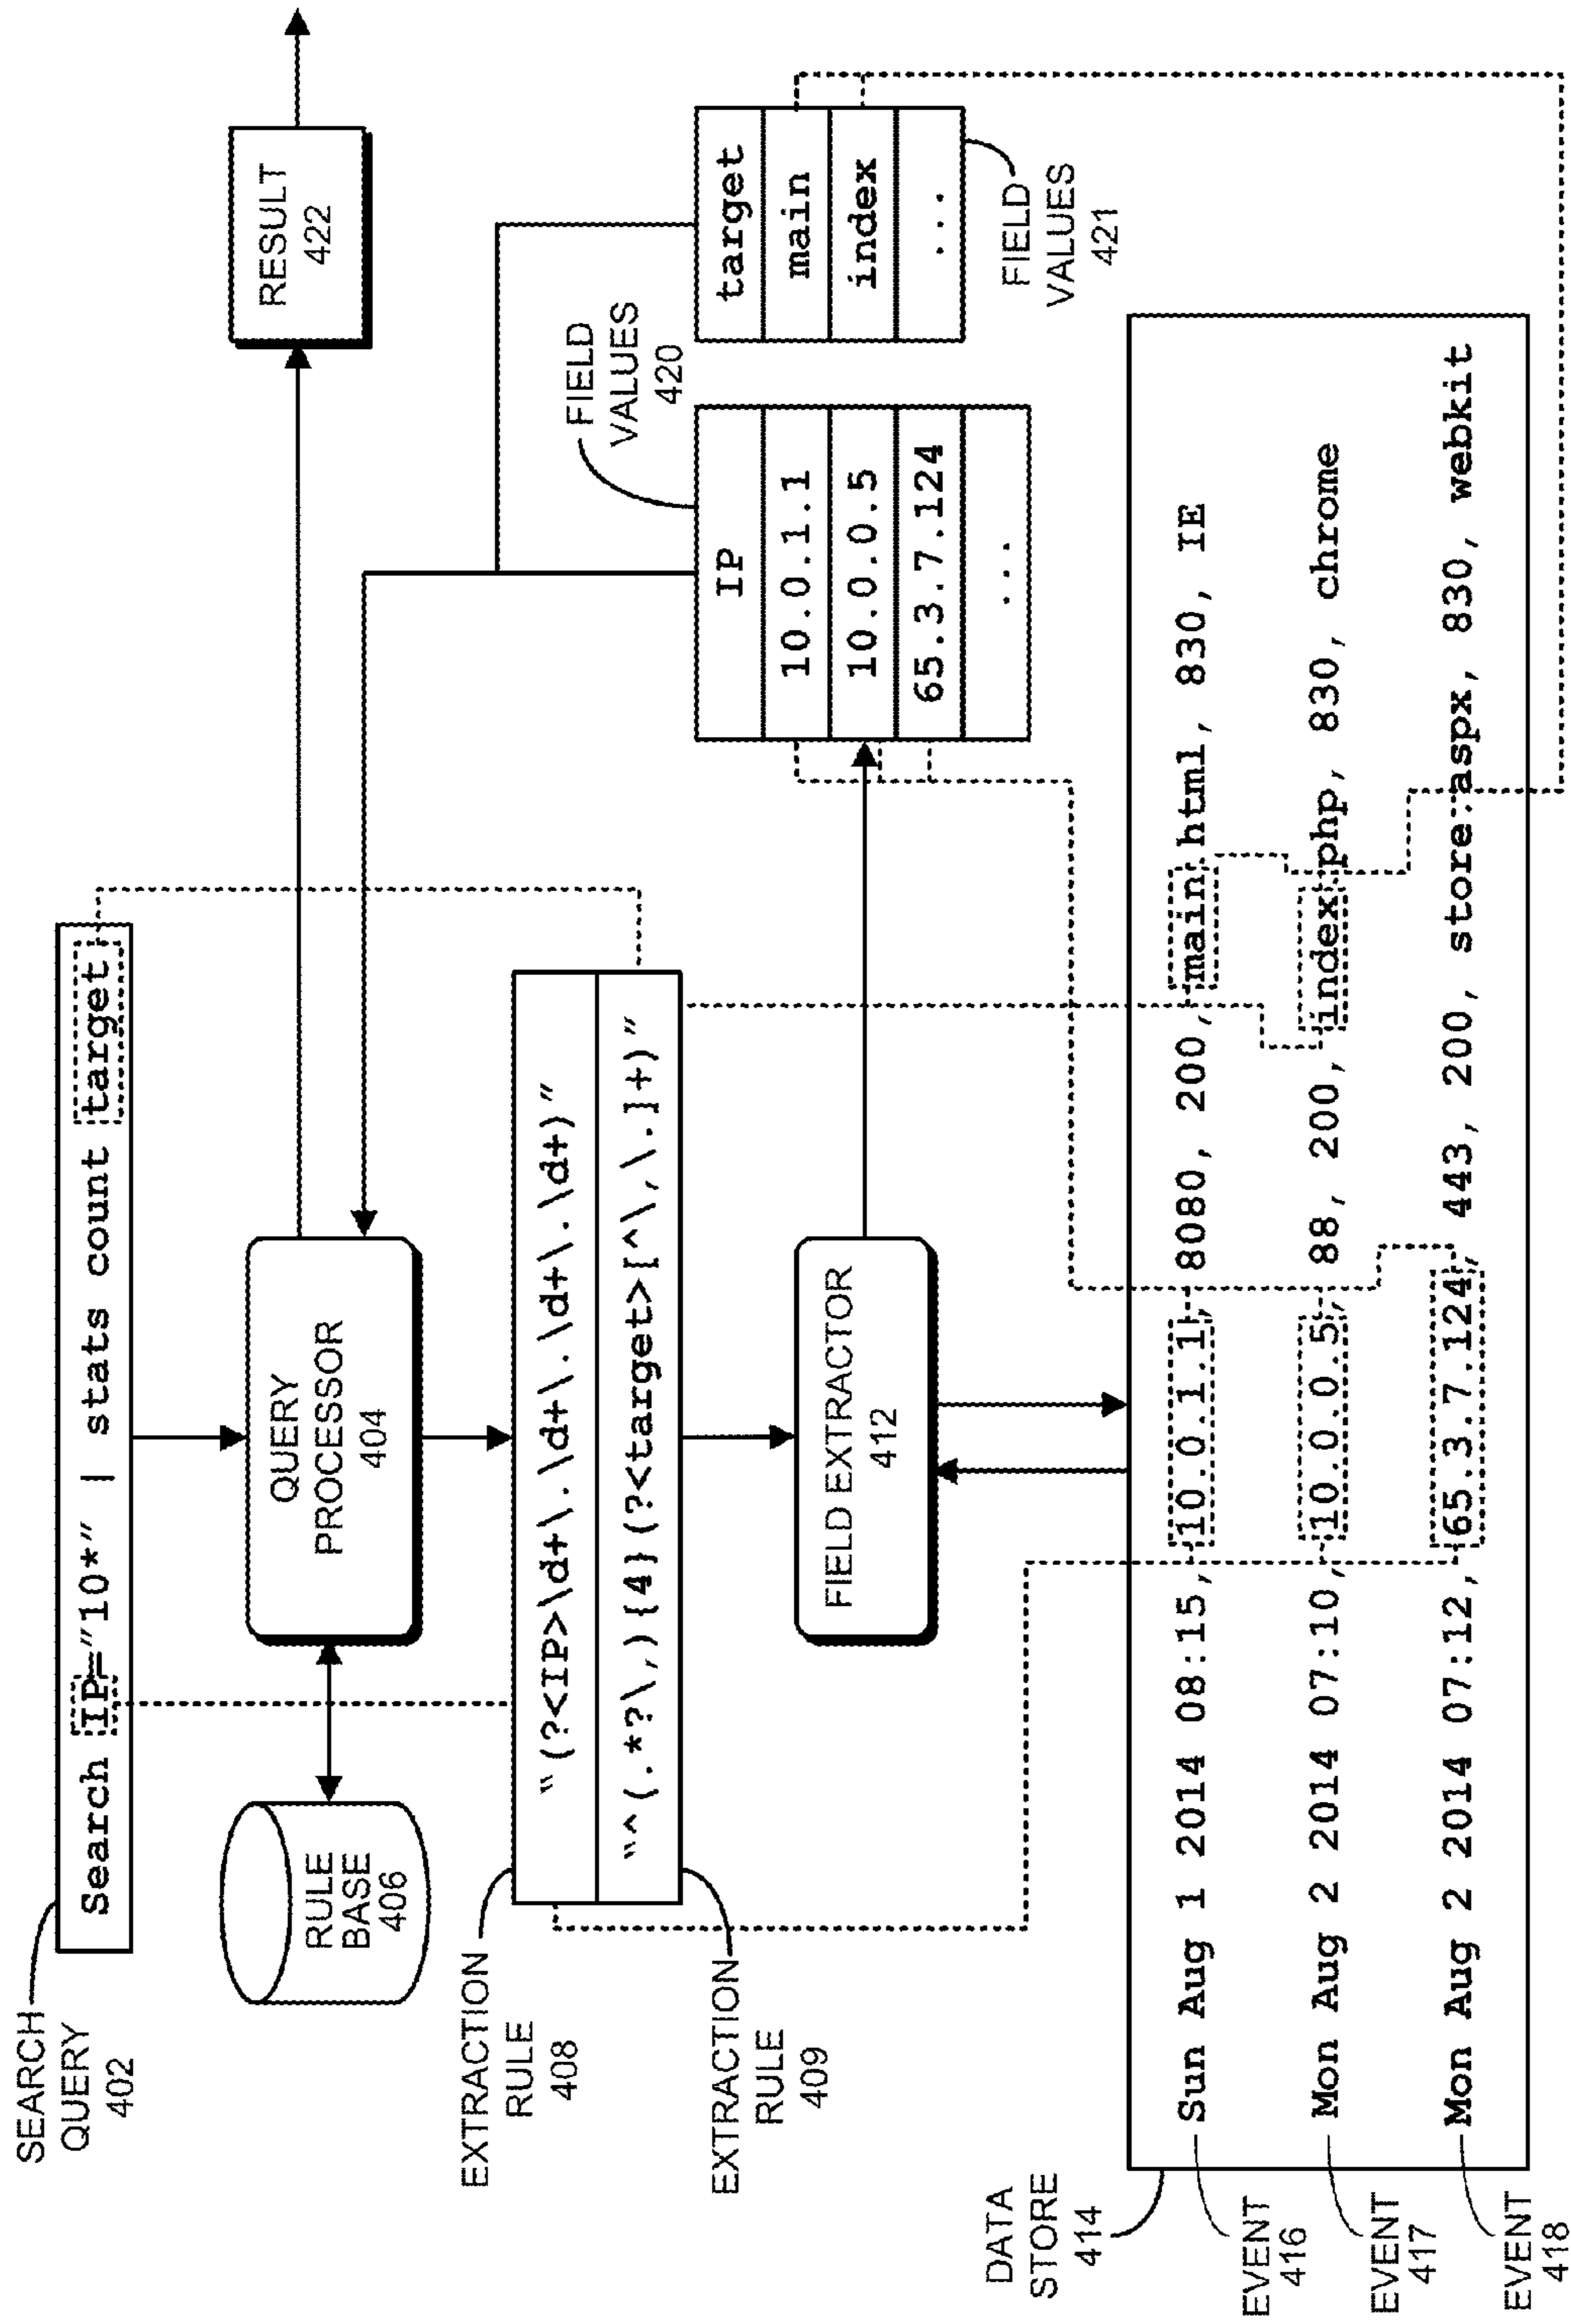 SEARCH
QUERY
402
Search IP="10*" | stats count target
RULE
BASE
406
QUERY
PROCESSOR
404
RESULT
422
EXTRACTION
RULE
408
"(?<IP>\d+\.\d+\.\d+\.\d+)"
"^(.*?\,){4}(?<target>[^\,\.]+)"
EXTRACTION
RULE
409
FIELD EXTRACTOR
412
FIELD
VALUES
420
IP
10.0.1.1
10.0.0.5
65.3.7.124
...
target
main
index
...
FIELD
VALUES
421
DATA
STORE
414
EVENT
416
Sun Aug 1 2014 08:15, 10.0.1.1, 8080, 200, main.html, 830, IE
EVENT
417
Mon Aug 2 2014 07:10, 10.0.0.5, 88, 200, index.php, 830, chrome
EVENT
418
Mon Aug 2 2014 07:12, 65.3.7.124, 443, 200, store.aspx, 830, webkit